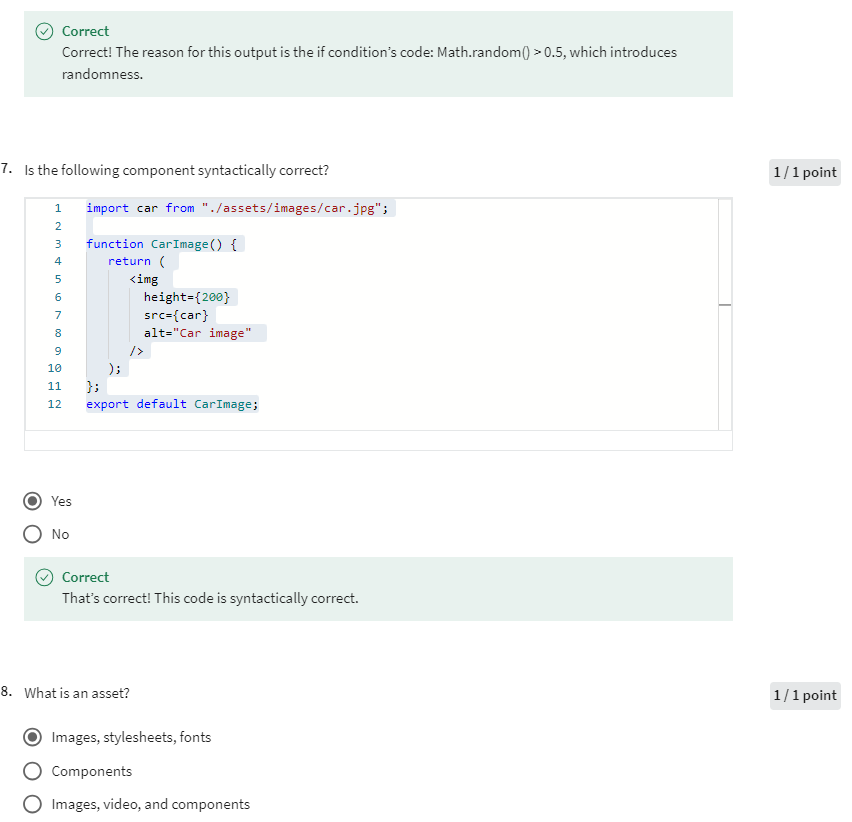 Correct
Correct! The reason for this output is the if condition’s code: Math.random() > 0.5, which introduces
randomness.
7. Is the following component syntactically correct?
1 / 1 point
1 import car from "./assets/images/car.jpg";
2
3 function CarImage() {
4 return (
5 <img
6 height={200}
7 src={car}
8 alt="Car image"
9 />
10 );
11 };
12 export default CarImage;
Yes
No
Correct
That’s correct! This code is syntactically correct.
8. What is an asset?
1 / 1 point
Images, stylesheets, fonts
Components
Images, video, and components